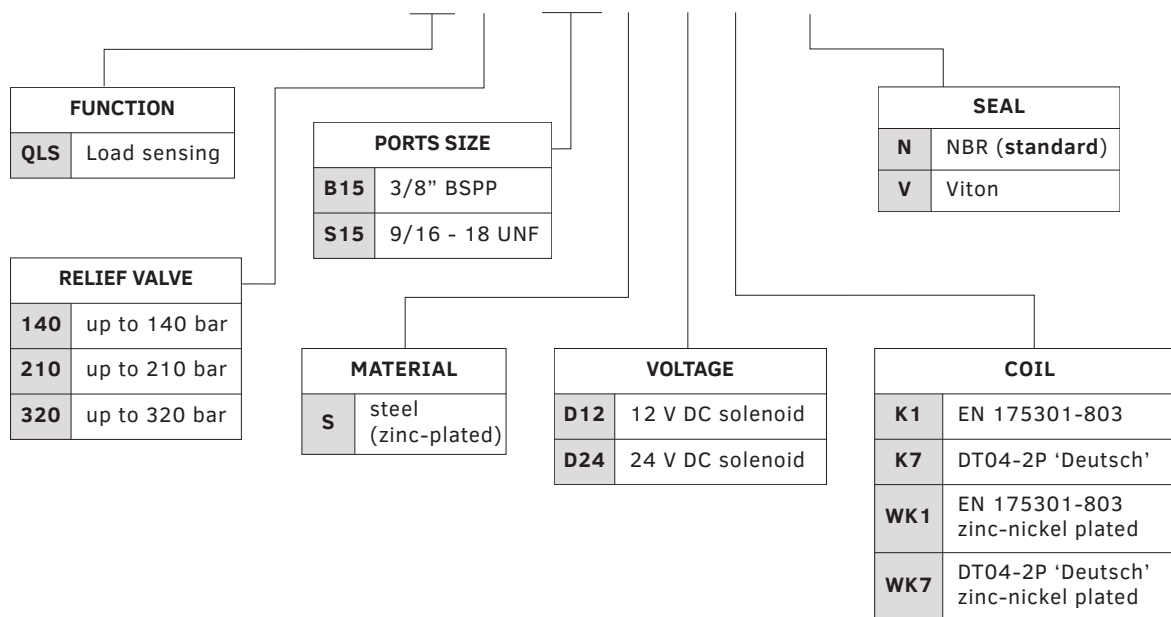 FUNCTION
QLS Load sensing
RELIEF VALVE
140 up to 140 bar
210 up to 210 bar
320 up to 320 bar
PORTS SIZE
B15 3/8” BSPP
S15 9/16 - 18 UNF
MATERIAL
S steel
(zinc-plated)
VOLTAGE
D12 12 V DC solenoid
D24 24 V DC solenoid
SEAL
N NBR (standard)
V Viton
COIL
K1 EN 175301-803
K7 DT04-2P ‘Deutsch’
WK1 EN 175301-803
zinc-nickel plated
WK7 DT04-2P ‘Deutsch’
zinc-nickel plated